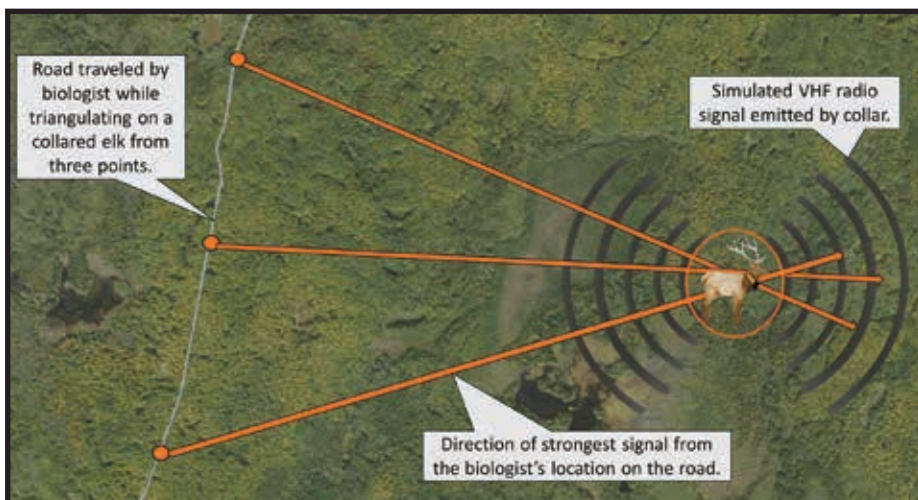 Road traveled by
biologist while
triangulating on a
collared elk from
three points.
Simulated VHF radio
signal emitted by collar.
Direction of strongest signal from
the biologist's location on the road.